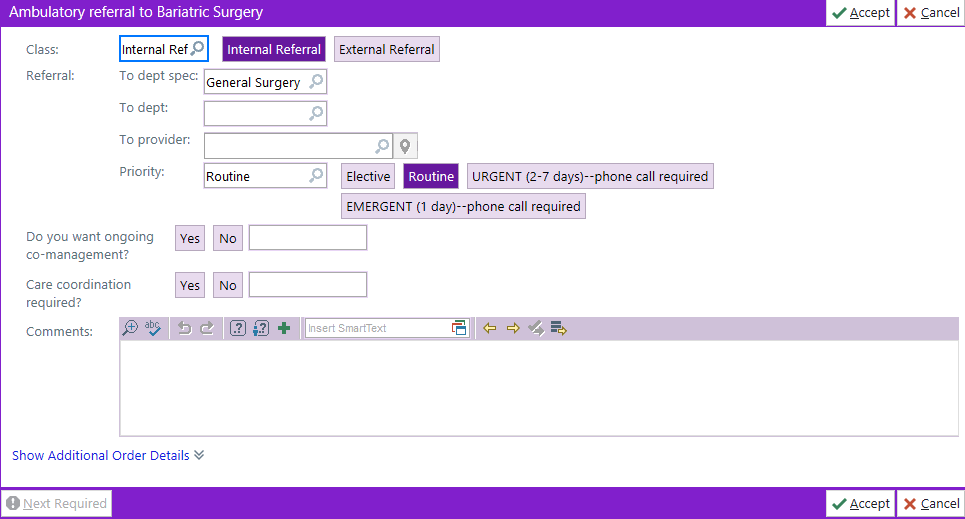 Ambulatory referral to Bariatric Surgery Accept Cancel
Class: Internal Ref Internal Referral External Referral
Referral: To dept spec: General Surgery
To dept:
To provider:
Priority: Routine Elective Routine URGENT (2-7 days)--phone call required
EMERGENT (1 day)--phone call required
Do you want ongoing
co-management? Yes No
Care coordination
required? Yes No
Comments: abc Insert SmartText
Show Additional Order Details
Next Required Accept Cancel